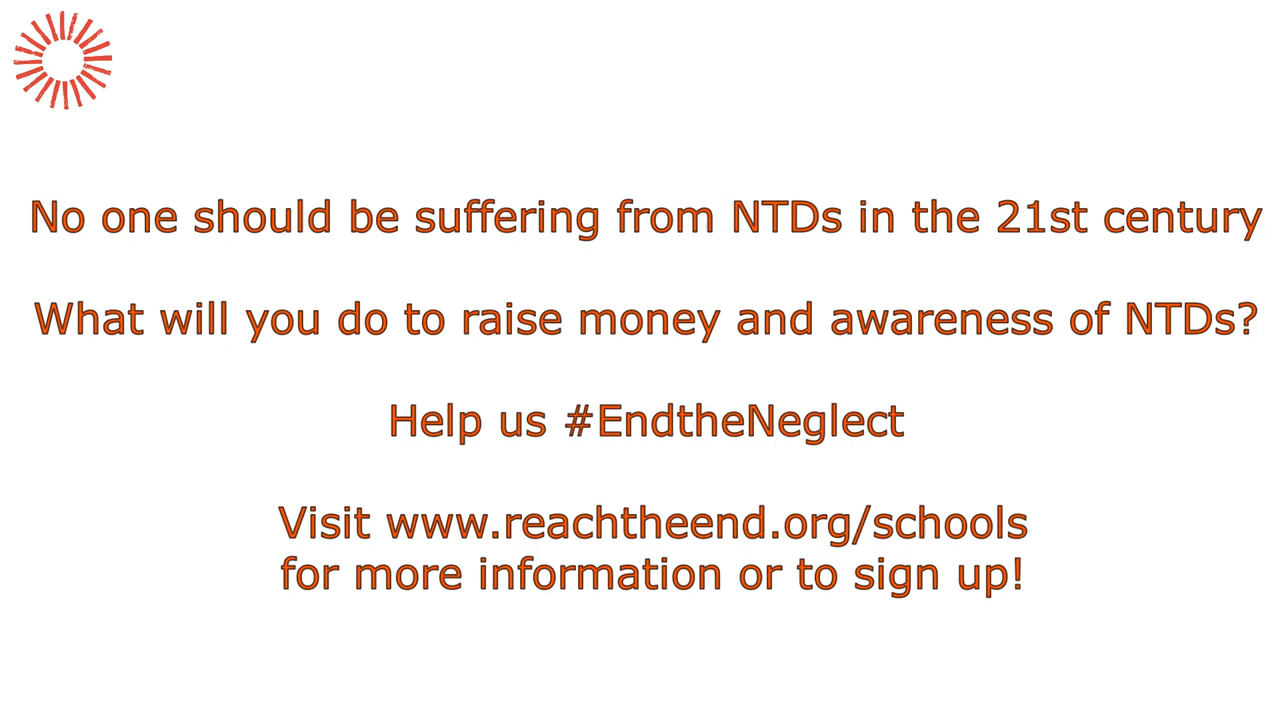 No one should be suffering from NTDs in the 21st century
What will you do to raise money and awareness of NTDs?
Help us #EndtheNeglect
Visit www.reachtheend.org/schools
for more information or to sign up!